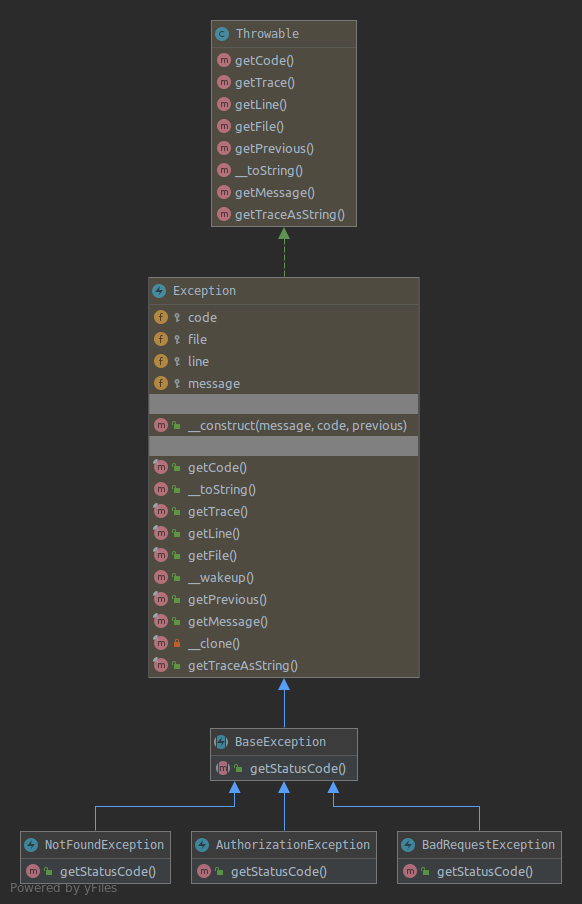 Throwable
getCode()
getTrace()
getLine()
getFile()
getPrevious()
__toString()
getMessage()
getTraceAsString()
Exception
code
file
line
message
__construct(message, code, previous)
getCode()
__toString()
getTrace()
getLine()
getFile()
__wakeup()
getPrevious()
getMessage()
__clone()
getTraceAsString()
BaseException
getStatusCode()
NotFoundException
getStatusCode()
AuthorizationException
getStatusCode()
BadRequestException
getStatusCode()
Powered by yFiles